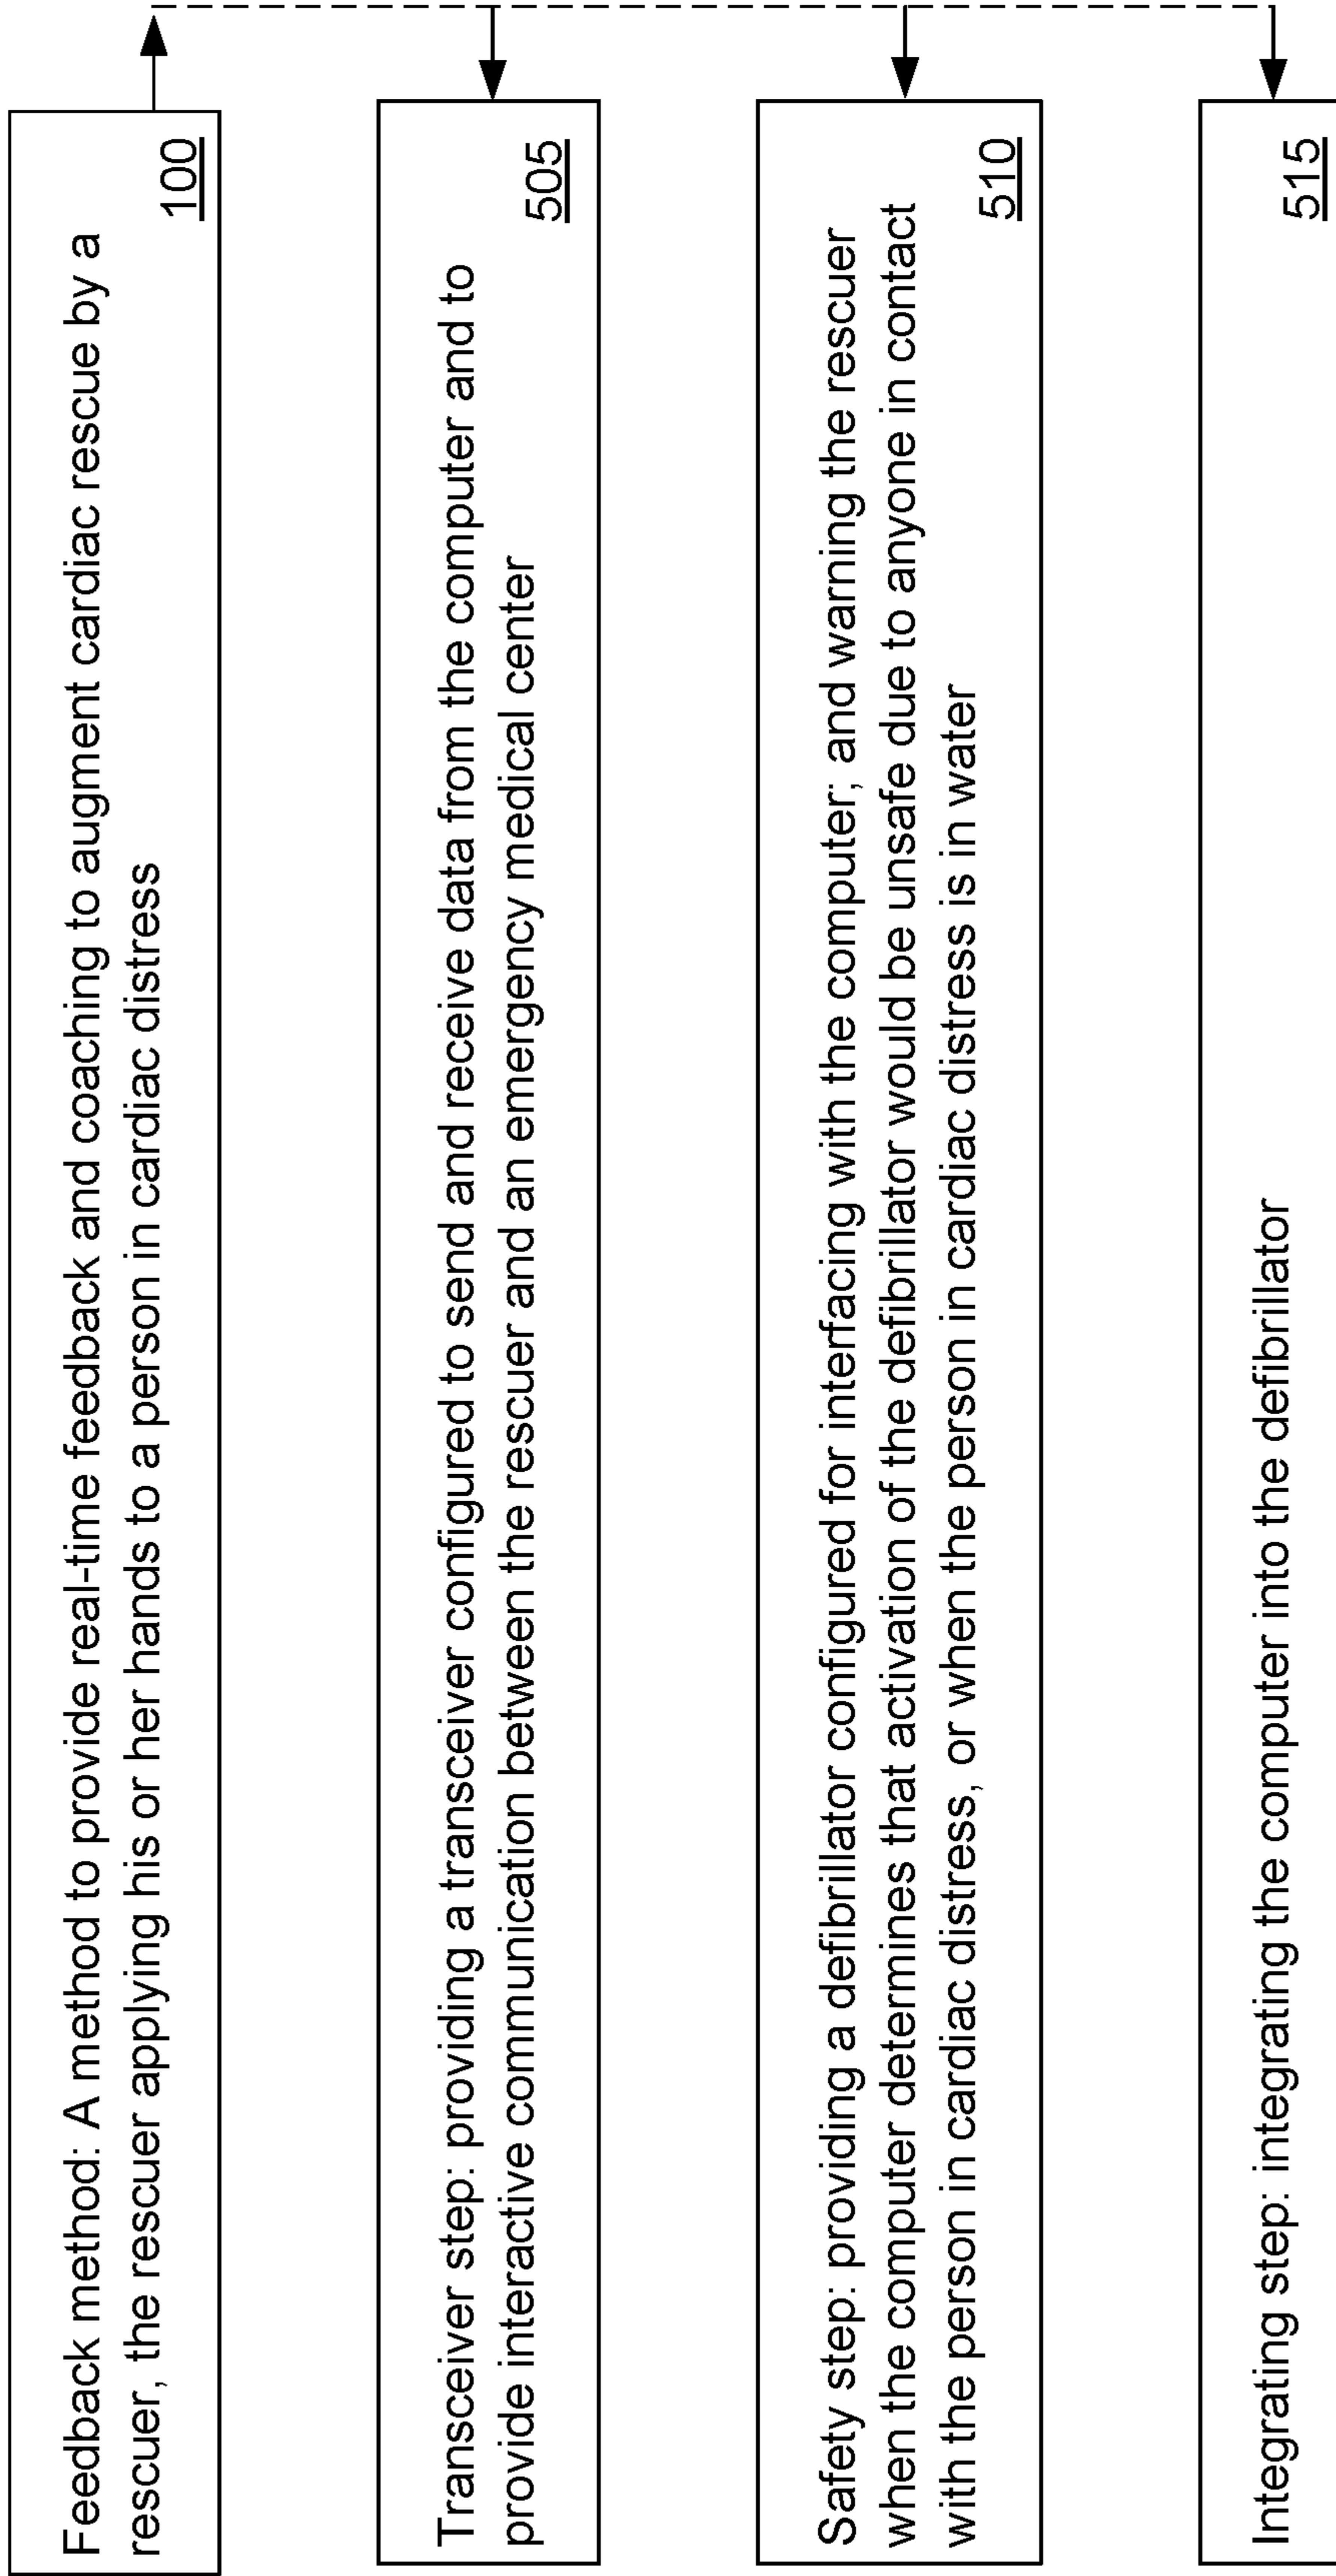 Feedback method: A method to provide real-time feedback and coaching to augment cardiac rescue by a
rescuer, the rescuer applying his or her hands to a person in cardiac distress
100
Transceiver step: providing a transceiver configured to send and receive data from the computer and to
provide interactive communication between the rescuer and an emergency medical center
505
Safety step: providing a defibrillator configured for interfacing with the computer; and warning the rescuer
when the computer determines that activation of the defibrillator would be unsafe due to anyone in contact
with the person in cardiac distress, or when the person in cardiac distress is in water
510
Integrating step: integrating the computer into the defibrillator
515